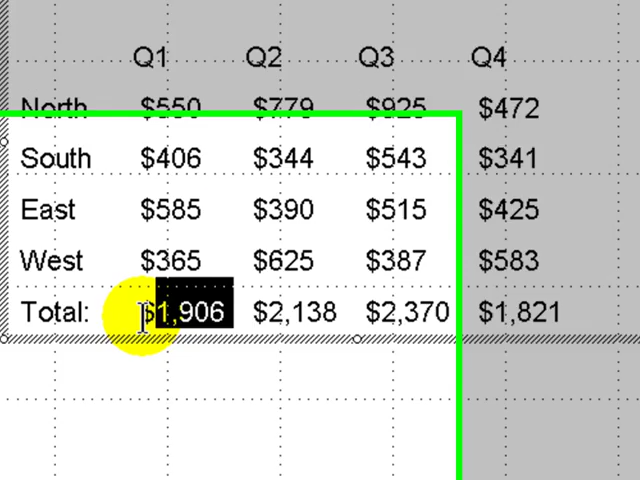 Q1 Q2 Q3 Q4
North $550 $779 $925 $472
South $406 $344 $543 $341
East $585 $390 $515 $425
West $365 $625 $387 $583
Total: $1,906 $2,138 $2,370 $1,821